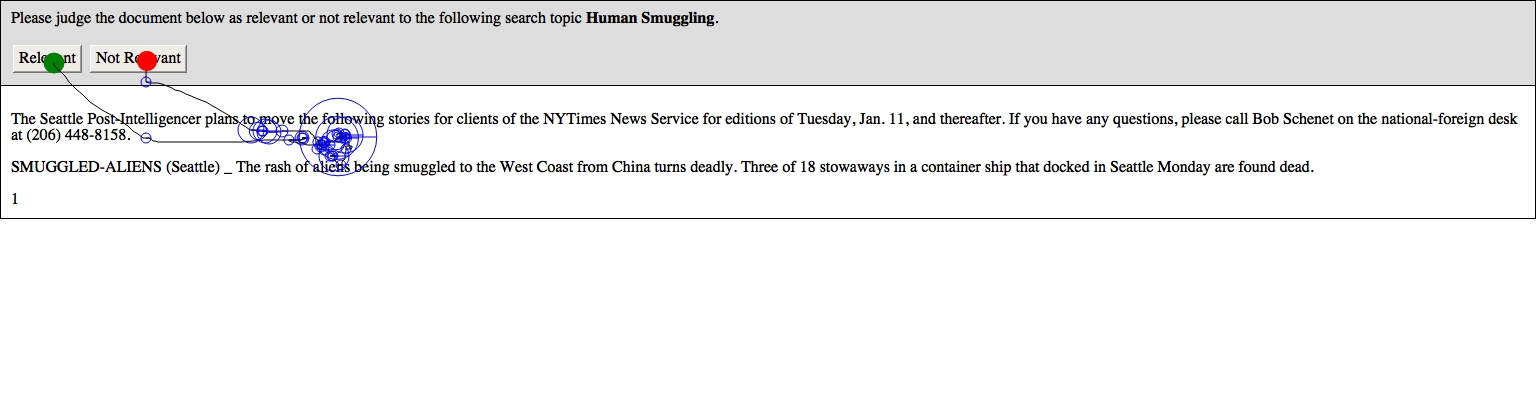 Please judge the document below as relevant or not relevant to the following search topic Human Smuggling.
Relevant Not Relevant
The Seattle Post-Intelligencer plans to move the following stories for clients of the NYTimes News Service for editions of Tuesday, Jan. 11, and thereafter. If you have any questions, please call Bob Schenet on the national-foreign desk
at (206) 448-8158.
SMUGGLED-ALIENS (Seattle) _ The rash of aliens being smuggled to the West Coast from China turns deadly. Three of 18 stowaways in a container ship that docked in Seattle Monday are found dead.
1